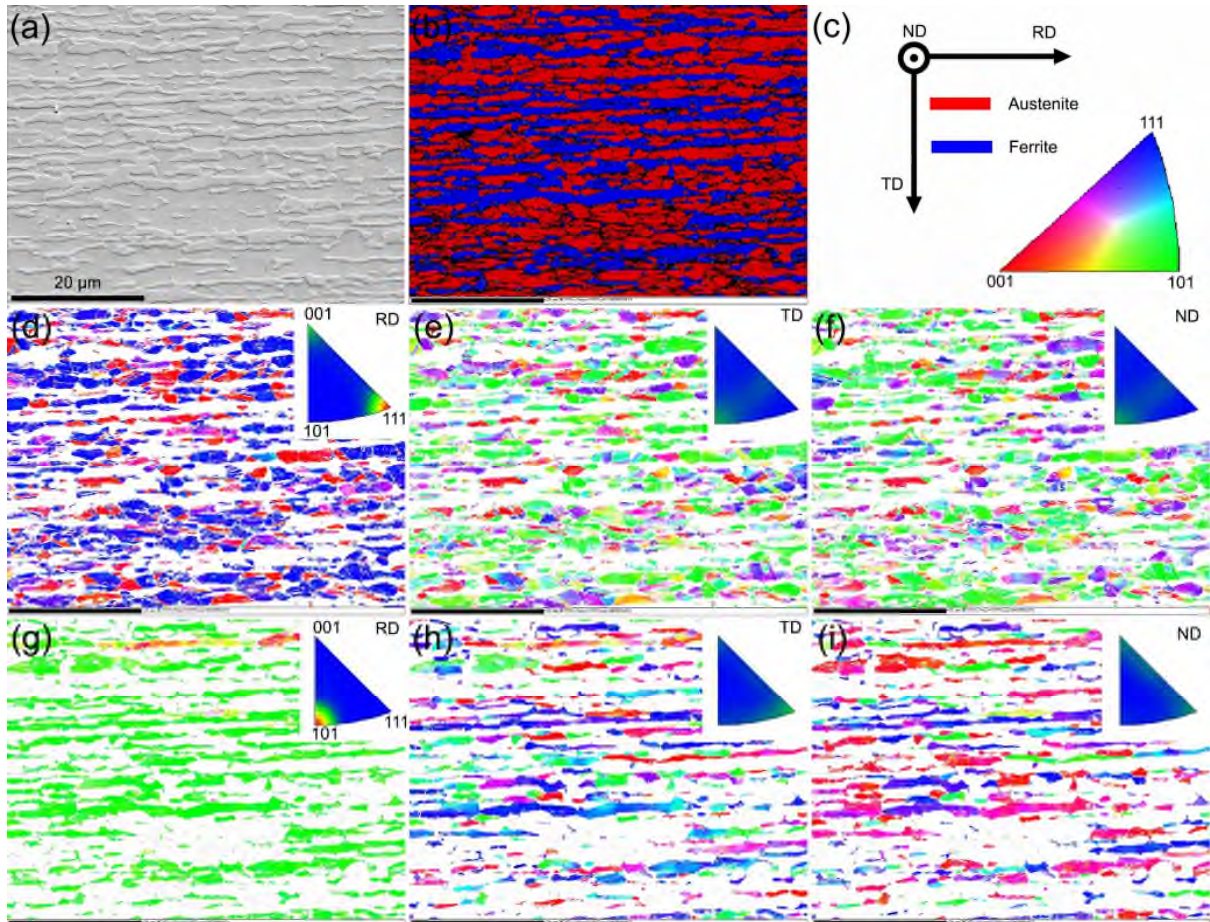 (a)
20 µm
(b)
(c)
ND
RD
TD
Austenite
Ferrite
111
001
101
(d)
001
RD
101
111
(e)
TD
(f)
ND
(g)
001
RD
101
111
(h)
TD
(i)
ND